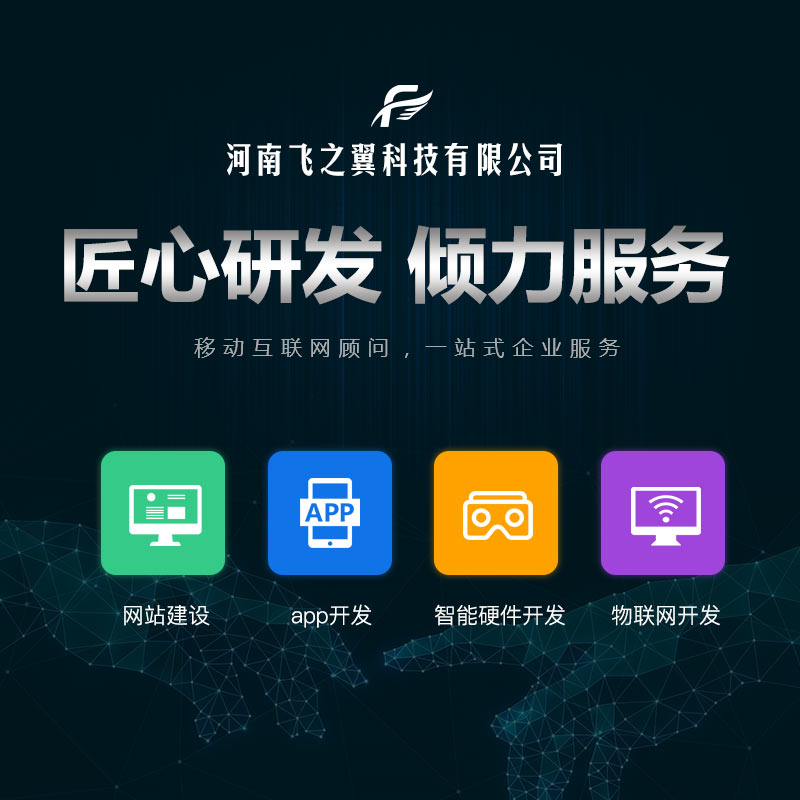 河南飞之翼科技有限公司
匠心研发 倾力服务
移动互联网顾问，一站式企业服务
APP
网站建设 app开发 智能硬件开发 物联网开发